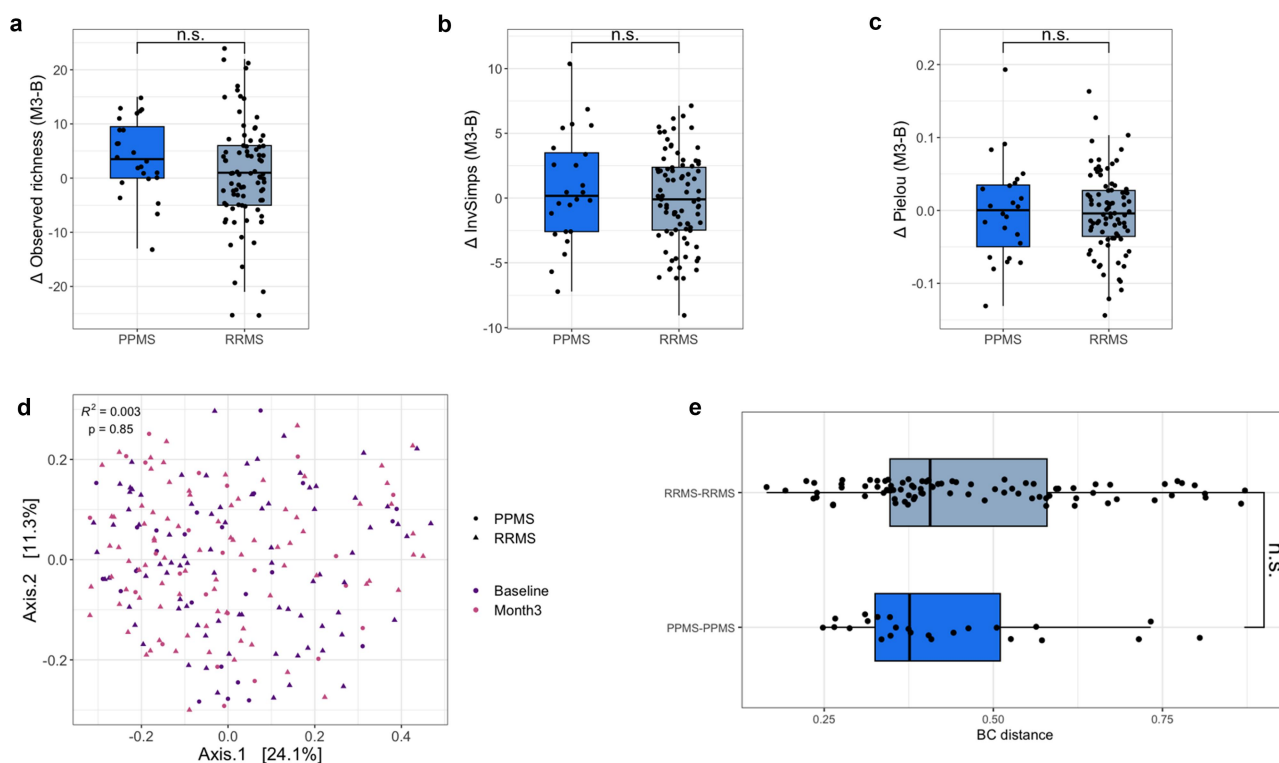 a
n.s.
Δ Observed richness (M3-B)
20
10
0
-10
-20
PPMS
RRMS
b
n.s.
Δ InvSimps (M3-B)
10
5
0
-5
-10
PPMS
RRMS
c
n.s.
Δ Pielou (M3-B)
0.2
0.1
0.0
-0.1
PPMS
RRMS
d
R² = 0.003
p = 0.85
Axis.2 [11.3%]
0.2
0.0
-0.2
-0.2
0.0
0.2
0.4
Axis.1 [24.1%]
PPMS
RRMS
Baseline
Month3
e
RRMS-RRMS
PPMS-PPMS
n.s.
0.25
0.50
0.75
BC distance